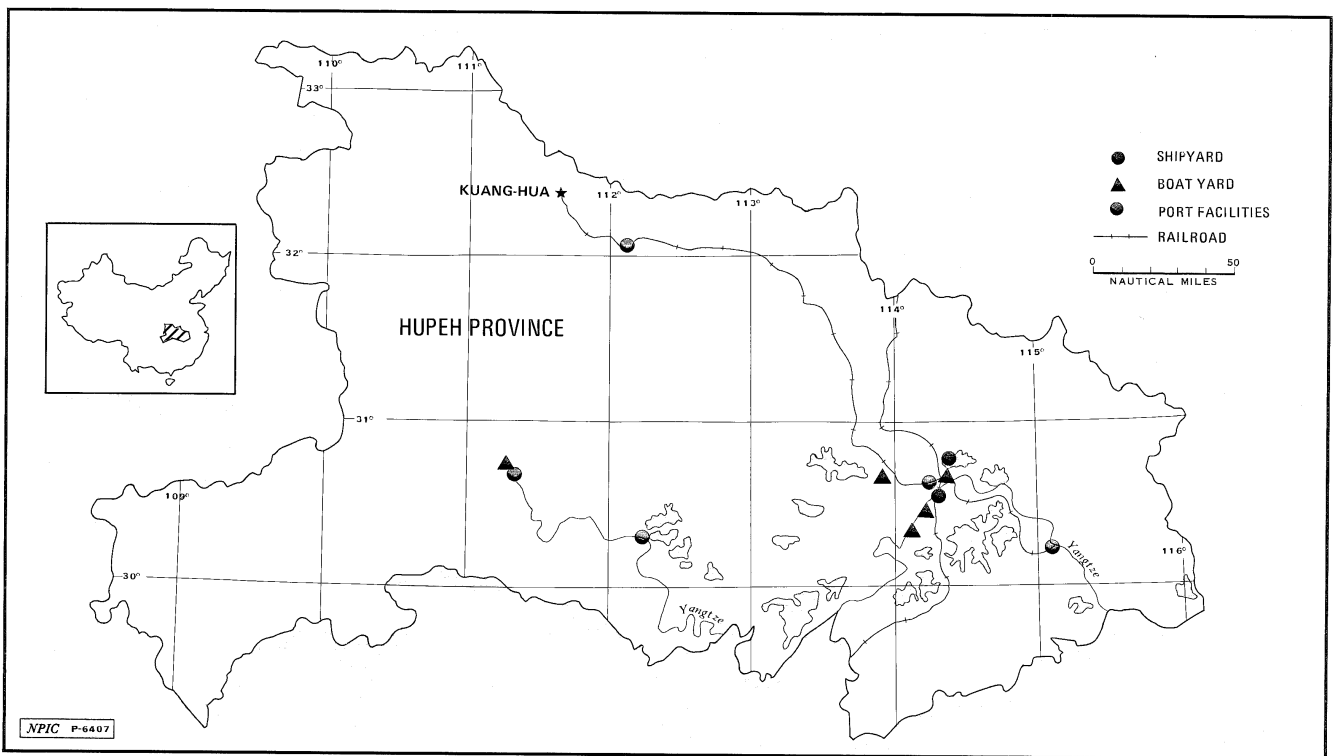 110°
111°
33°
KUANG-HUA
112°
113°
SHIPYARD
BOAT YARD
PORT FACILITIES
RAILROAD
0 50
NAUTICAL MILES
32°
114°
HUPEH PROVINCE
115°
31°
109°
Yangtze
116°
30°
Yangtze
NPIC P-6407